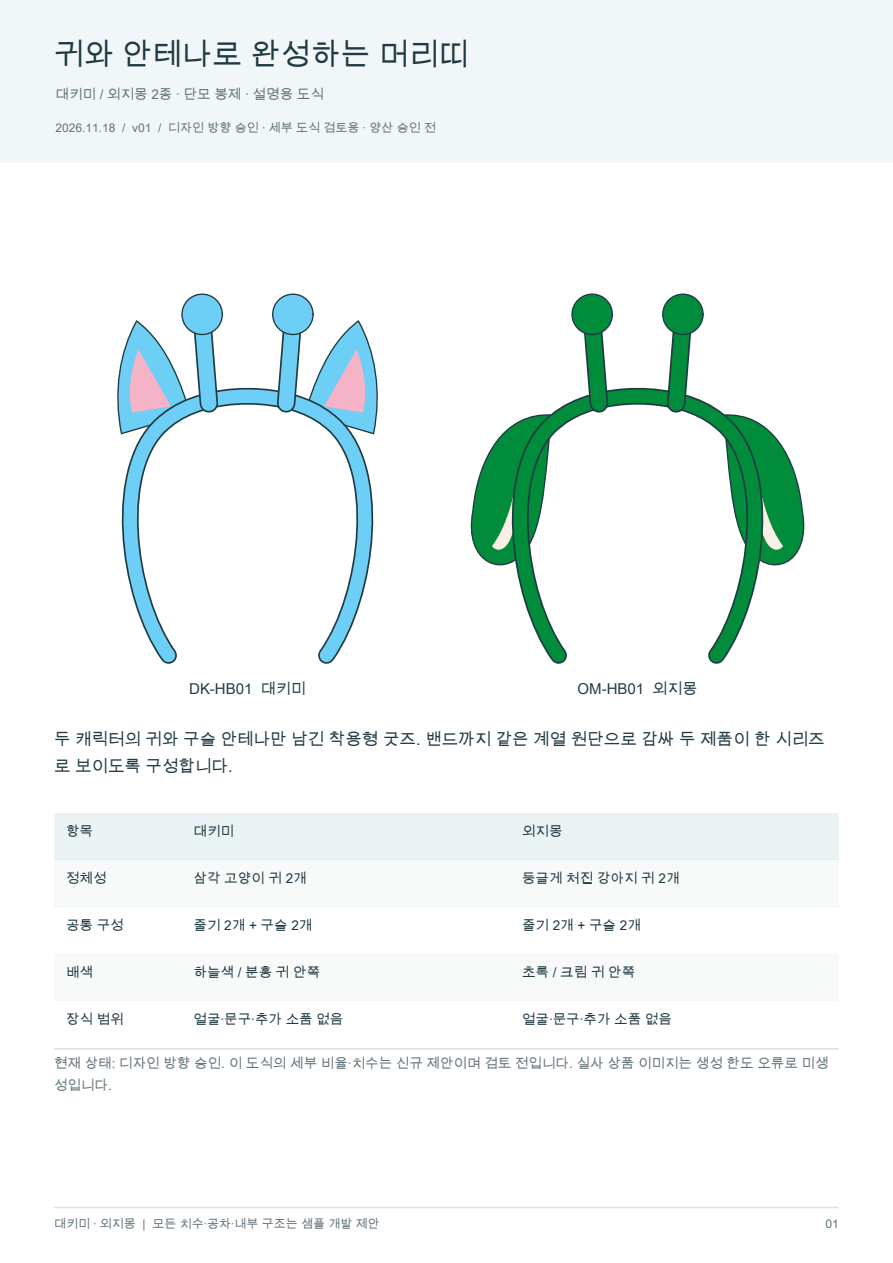 귀와 안테나로 완성하는 머리띠
대키미 / 외지몽 2종 · 단모 봉제 · 설명용 도식
2026.11.18 / v01 / 디자인 방향 승인 · 세부 도식 검토용 · 양산 승인 전
DK-HB01 대키미
OM-HB01 외지몽
두 캐릭터의 귀와 구슬 안테나만 남긴 착용형 굿즈. 밴드까지 같은 계열 원단으로 감싸 두 제품이 한 시리즈
로 보이도록 구성합니다.
항목 대키미 외지몽
정체성 삼각 고양이 귀 2개 둥글게 처진 강아지 귀 2개
공통 구성 줄기 2개 + 구슬 2개 줄기 2개 + 구슬 2개
배색 하늘색 / 분홍 귀 안쪽 초록 / 크림 귀 안쪽
장식 범위 얼굴·문구·추가 소품 없음 얼굴·문구·추가 소품 없음
현재 상태: 디자인 방향 승인. 이 도식의 세부 비율·치수는 신규 제안이며 검토 전입니다. 실사 상품 이미지는 생성 한도 오류로 미생
성입니다.
대키미 · 외지몽 | 모든 치수·공차·내부 구조는 샘플 개발 제안 01